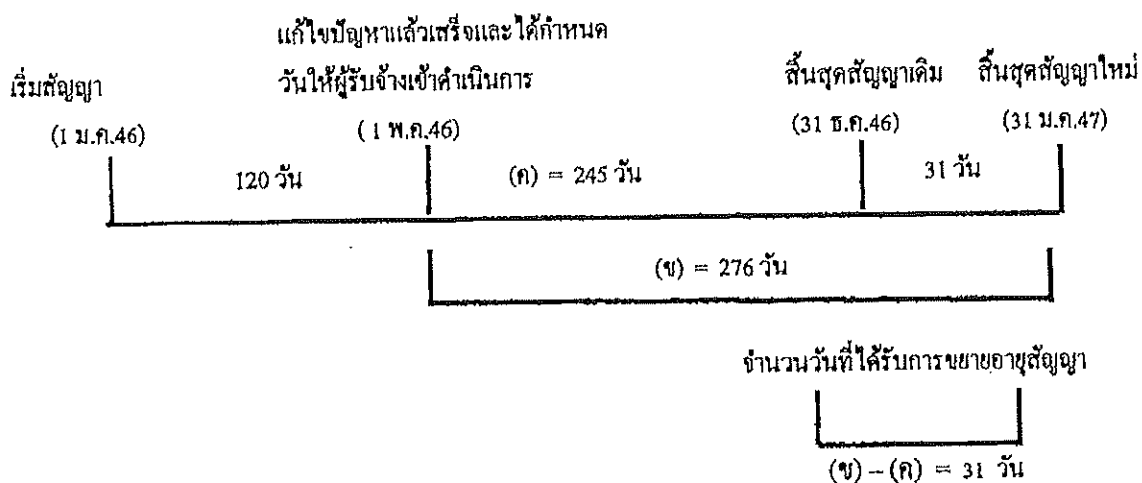 แก้ไขปัญหาแล้วเสร็จและได้กำหนด
เริ่มสัญญา วันให้ผู้รับจ้างเข้าดำเนินการ สิ้นสุดสัญญาเดิม สิ้นสุดสัญญาใหม่
(1 ม.ค.46) (1 พ.ค.46) (31 ธ.ค.46) (31 ม.ค.47)
120 วัน (ค) = 245 วัน 31 วัน
(ข) = 276 วัน
จำนวนวันที่ได้รับการขยายอายุสัญญา
(ข) – (ค) = 31 วัน